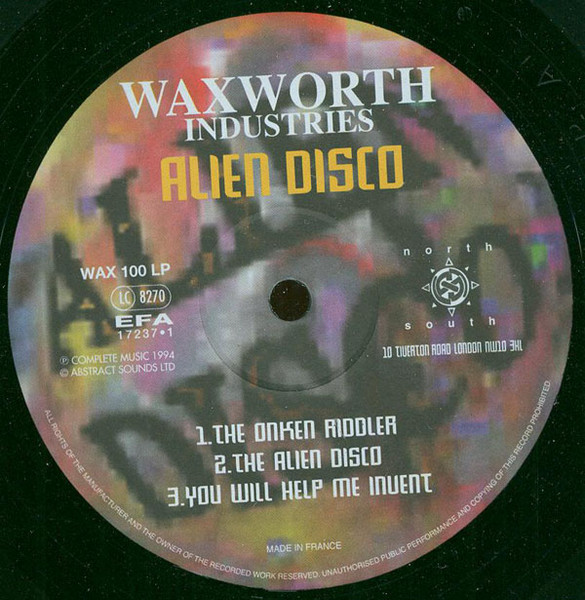 WAXWORTH
INDUSTRIES
ALIEN DISCO
WAX 100 LP
LC 8270
EFA
17237•1
℗ COMPLETE MUSIC 1994
© ABSTRACT SOUNDS LTD
north
south
10 TIVERTON ROAD LONDON NW10 3HL
1.THE ONKEN RIDDLER
2.THE ALIEN DISCO
3.YOU WILL HELP ME INVENT
MADE IN FRANCE
ALL RIGHTS OF THE MANUFACTURER AND THE OWNER OF THE RECORDED WORK RESERVED. UNAUTHORISED PUBLIC PERFORMANCE AND COPYING OF THIS RECORD PROHIBITED